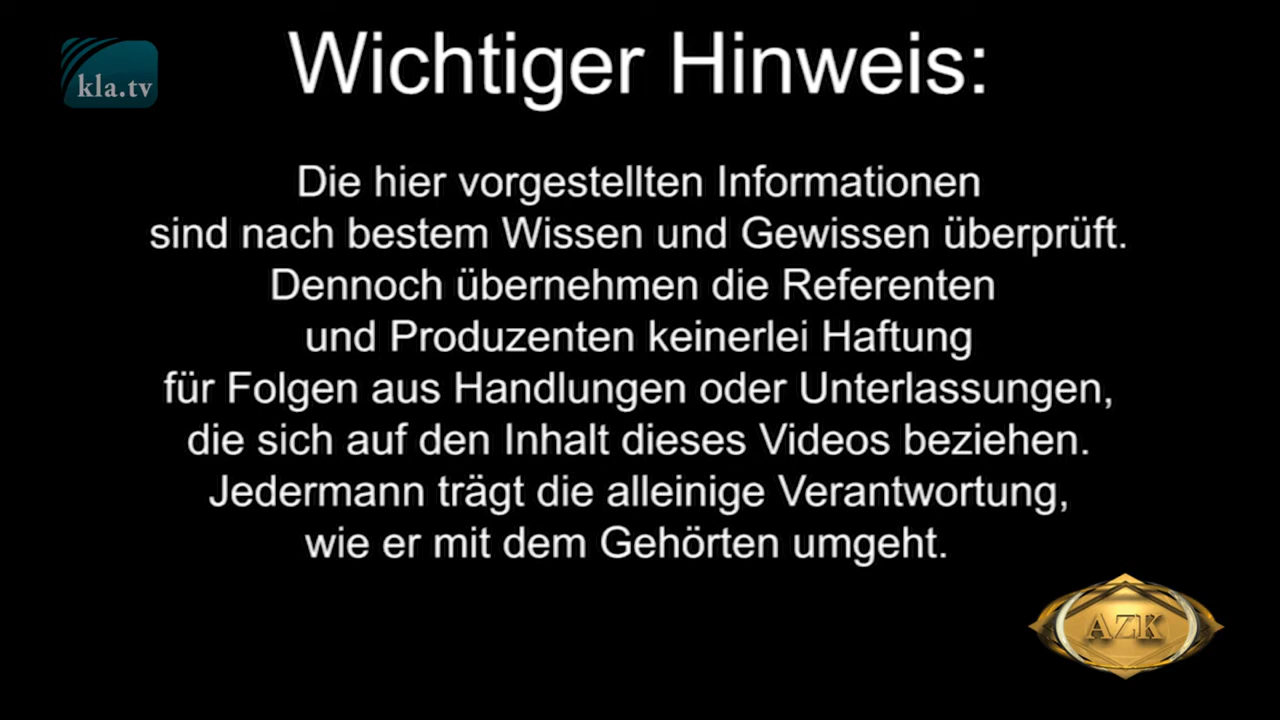 kla.tv
Wichtiger Hinweis:
Die hier vorgestellten Informationen
sind nach bestem Wissen und Gewissen überprüft.
Dennoch übernehmen die Referenten
und Produzenten keinerlei Haftung
für Folgen aus Handlungen oder Unterlassungen,
die sich auf den Inhalt dieses Videos beziehen.
Jedermann trägt die alleinige Verantwortung,
wie er mit dem Gehörten umgeht.
AZK